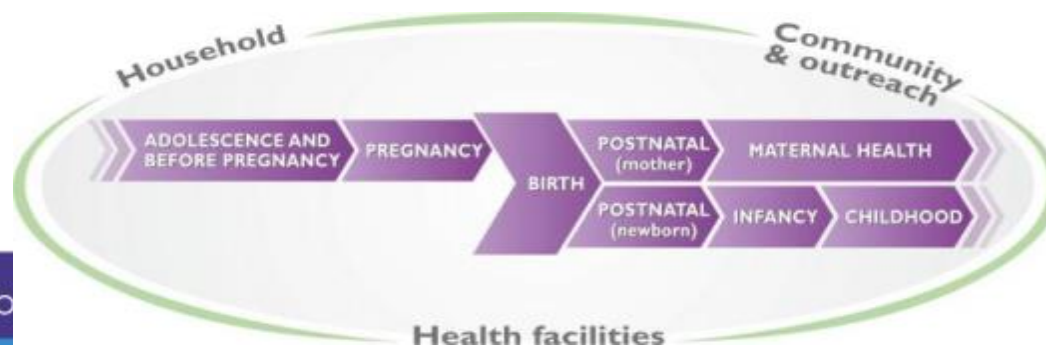 Household
Community
& outreach
ADOLESCENCE AND
BEFORE PREGNANCY
PREGNANCY
BIRTH
POSTNATAL
(mother)
MATERNAL HEALTH
POSTNATAL
(newborn)
INFANCY
CHILDHOOD
Health facilities